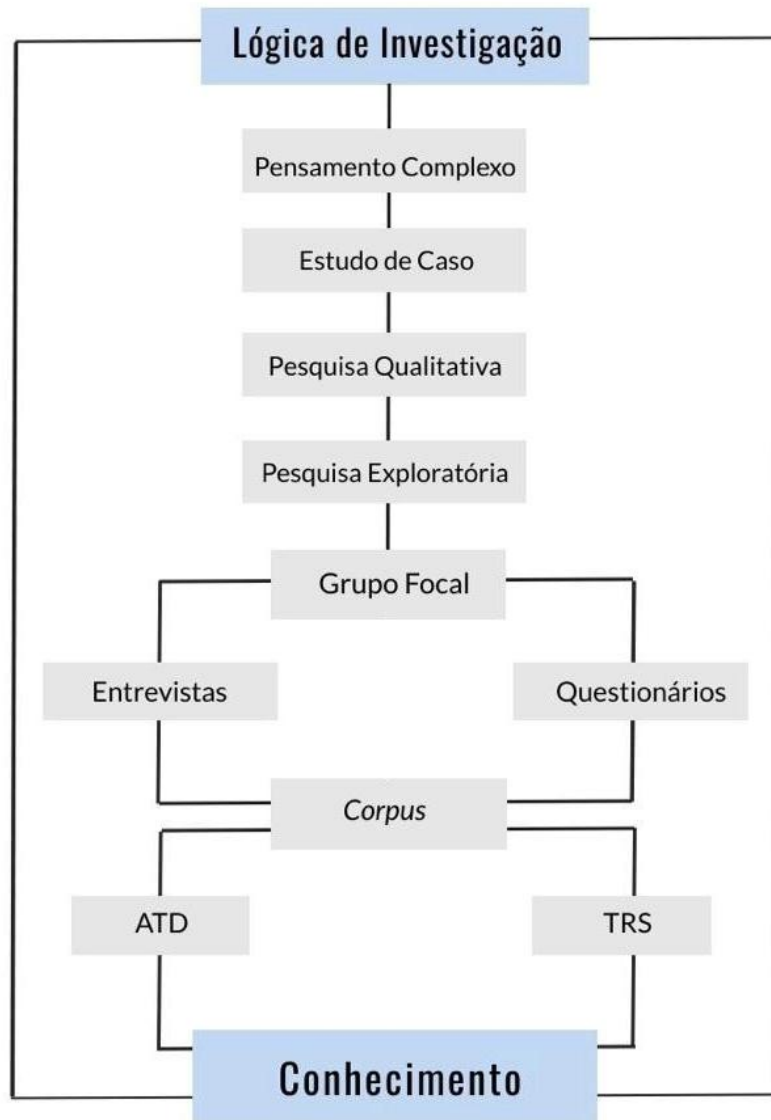 Lógica de Investigação
Pensamento Complexo
Estudo de Caso
Pesquisa Qualitativa
Pesquisa Exploratória
Grupo Focal
Entrevistas
Questionários
Corpus
ATD
TRS
Conhecimento